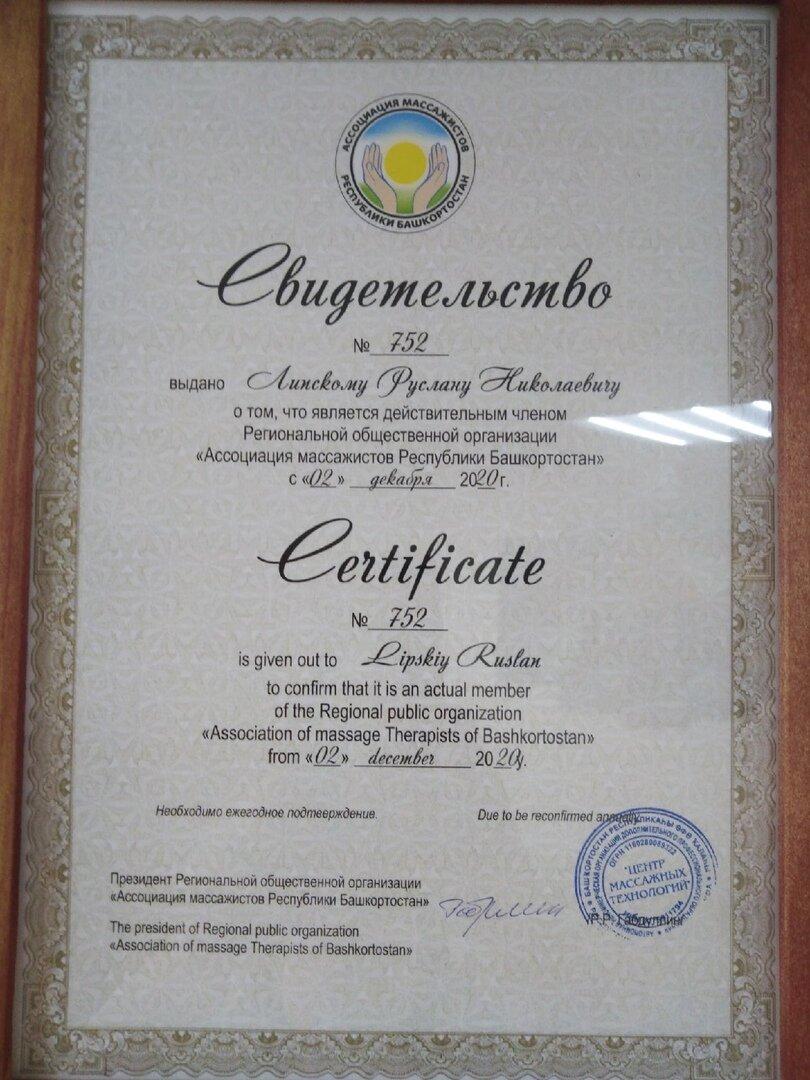 АССОЦИАЦИЯ МАССАЖИСТОВ
РЕСПУБЛИКИ БАШКОРТОСТАН
Свидетельство
№ 752
выдано Липскому Руслану Николаевичу
о том, что является действительным членом
Региональной общественной организации
«Ассоциация массажистов Республики Башкортостан»
с «02» декабря 2020г.
Certificate
№ 752
is given out to Lipskiy Ruslan
to confirm that it is an actual member
of the Regional public organization
«Association of massage Therapists of Bashkortostan»
from «02» december 2020y.
Необходимо ежегодное подтверждение.
Due to be reconfirmed annually.
Президент Региональной общественной организации
«Ассоциация массажистов Республики Башкортостан»
The president of Regional public organization
«Association of massage Therapists of Bashkortostan»
"ЦЕНТР
МАССАЖНЫХ
ТЕХНОЛОГИЙ"
Р.Р. Габдуллин